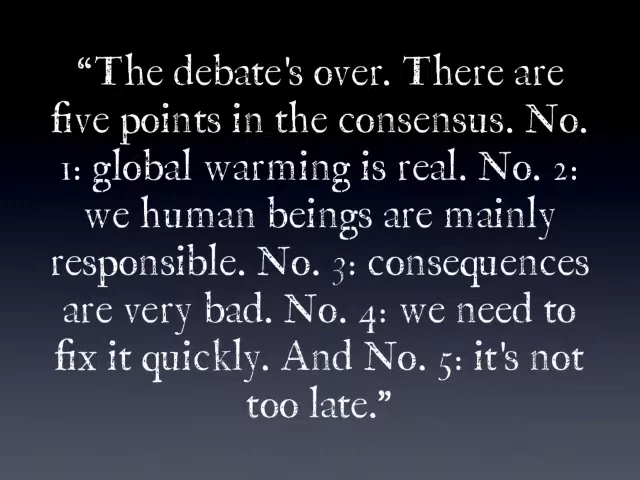 “The debate's over. There are
five points in the consensus. No.
1: global warming is real. No. 2:
we human beings are mainly
responsible. No. 3: consequences
are very bad. No. 4: we need to
fix it quickly. And No. 5: it's not
too late.”